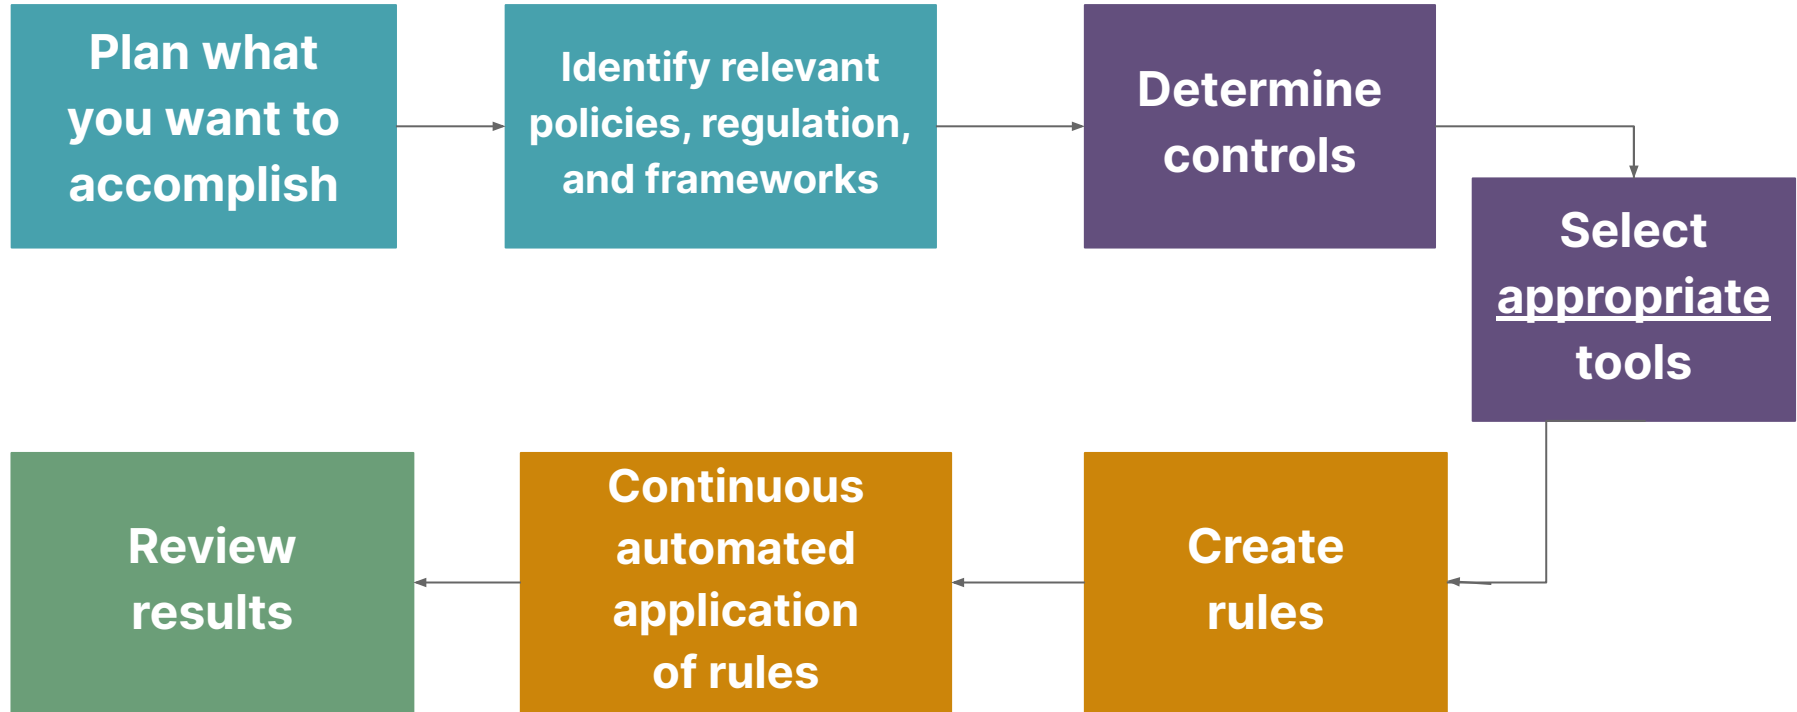 Plan what
you want to
accomplish
Identify relevant
policies, regulation,
and frameworks
Determine
controls
Select
appropriate
tools
Create
rules
Continuous
automated
application
of rules
Review
results